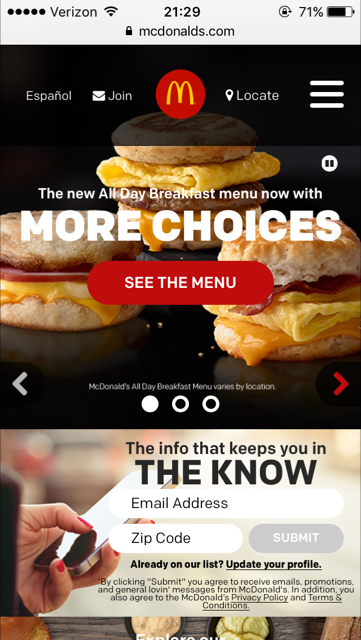 Verizon 21:29 71%
mcdonalds.com
Español Join Locate
The new All Day Breakfast menu now with
MORE CHOICES
SEE THE MENU
McDonald's All Day Breakfast Menu varies by location.
The info that keeps you in
THE KNOW
Email Address
Zip Code SUBMIT
Already on our list? Update your profile.
By clicking "Submit" you agree to receive emails, promotions,
and general lovin' messages from McDonald's. In addition, you
also agree to the McDonald's Privacy Policy and Terms &
Conditions.
Explore our